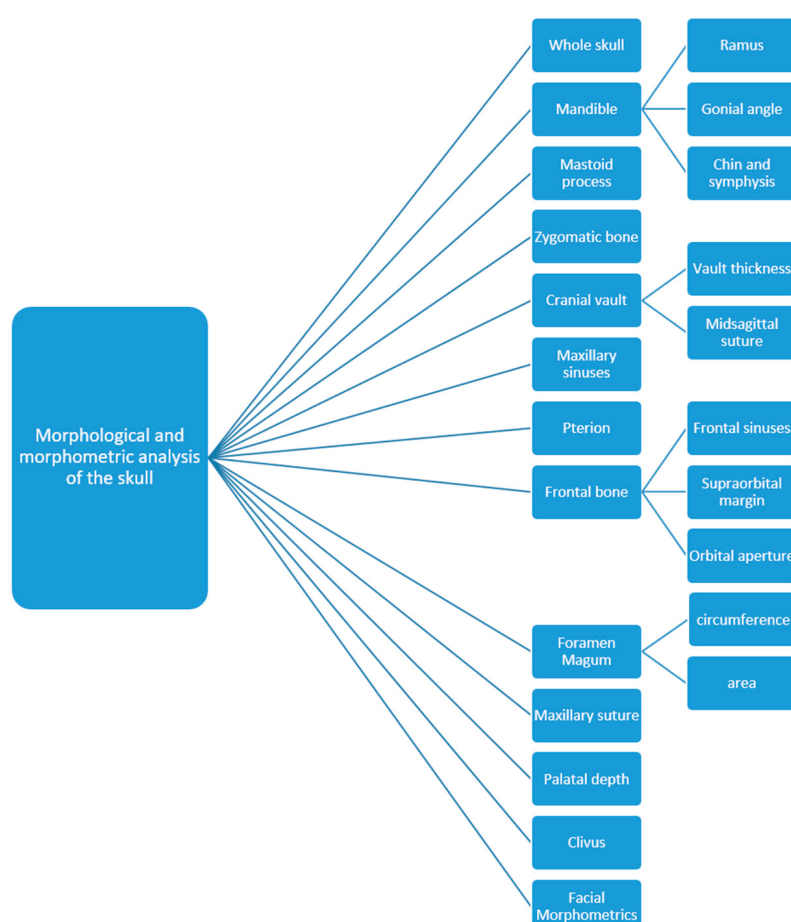 Morphological and
morphometric analysis
of the skull
Whole skull
Mandible
Ramus
Gonial angle
Chin and
symphysis
Mastoid
process
Zygomatic bone
Cranial vault
Vault thickness
Midsagittal
suture
Maxillary
sinuses
Pterion
Frontal bone
Frontal sinuses
Supraorbital
margin
Orbital aperture
Foramen
Magum
circumference
area
Maxillary suture
Palatal depth
Clivus
Facial
Morphometrics